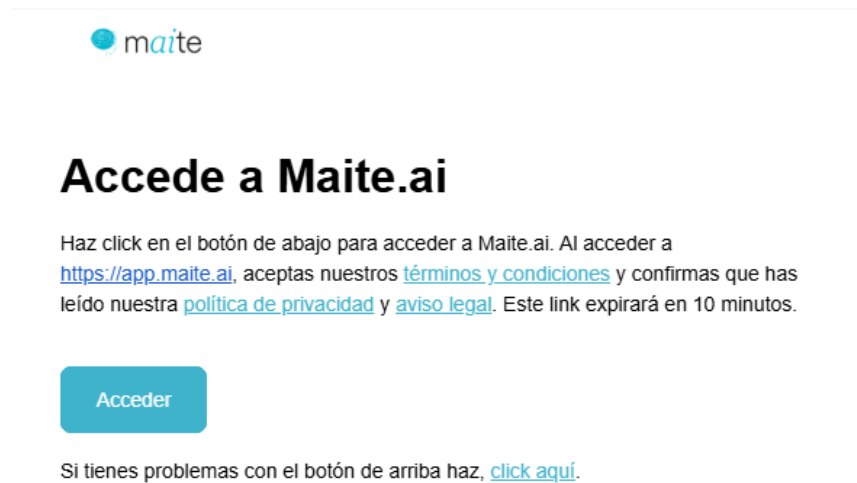 maite
Accede a Maite.ai
Haz click en el botón de abajo para acceder a Maite.ai. Al acceder a
https://app.maite.ai, aceptas nuestros términos y condiciones y confirmas que has
leído nuestra política de privacidad y aviso legal. Este link expirará en 10 minutos.
Acceder
Si tienes problemas con el botón de arriba haz, click aquí.